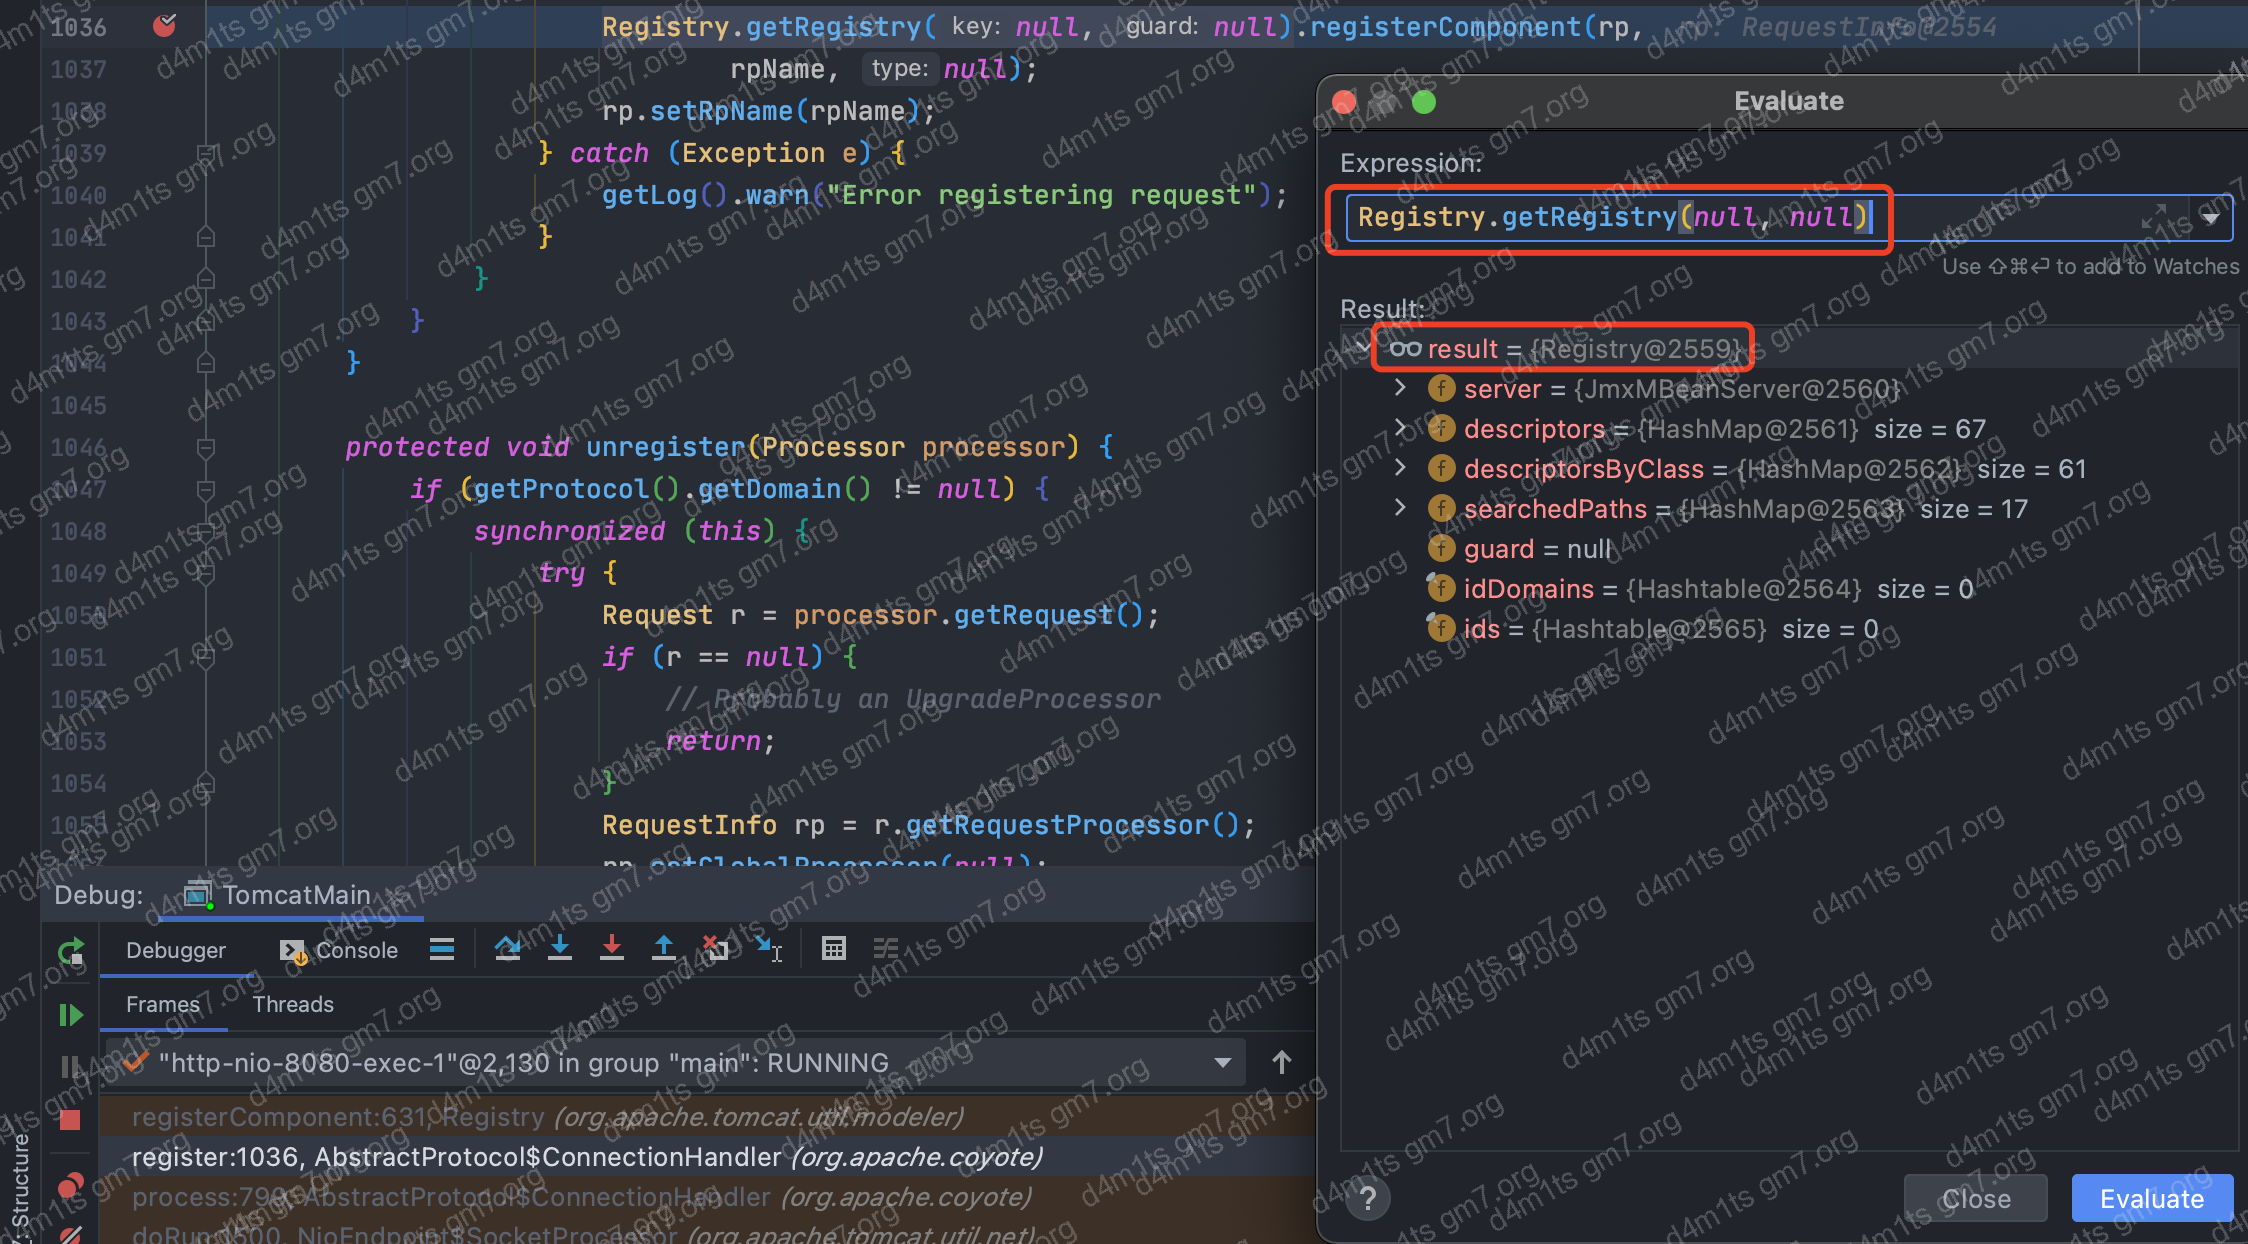 1036 Registry.getRegistry( key: null, guard: null).registerComponent(rp, rp: RequestInfo@2554
1037 rpName, type: null);
1038 rp.setRpName(rpName);
1039 } catch (Exception e) {
1040 getLog().warn("Error registering request");
1041 }
1042 }
1043 }
1044 }
1045
1046 protected void unregister(Processor processor) {
1047 if (getProtocol().getDomain() != null) {
1048 synchronized (this) {
1049 try {
1050 Request r = processor.getRequest();
1051 if (r == null) {
1052 // Probably an UpgradeProcessor
1053 return;
1054 }
1055 RequestInfo rp = r.getRequestProcessor();
rp.setGlobalProcessor(null);
Evaluate
Expression:
Registry.getRegistry(null, null)
Use ⇧⌘⏎ to add to Watches
Result:
result = {Registry@2559}
server = {JmxMBeanServer@2560}
descriptors = {HashMap@2561} size = 67
descriptorsByClass = {HashMap@2562} size = 61
searchedPaths = {HashMap@2563} size = 17
guard = null
idDomains = {Hashtable@2564} size = 0
ids = {Hashtable@2565} size = 0
? Close Evaluate
Debug: TomcatMain
Debugger Console
Frames Threads
"http-nio-8080-exec-1"@2,130 in group "main": RUNNING
registerComponent:631, Registry (org.apache.tomcat.util.modeler)
register:1036, AbstractProtocol$ConnectionHandler (org.apache.coyote)
process:790, AbstractProtocol$ConnectionHandler (org.apache.coyote)
doRun:1500, NioEndpoint$SocketProcessor (org.apache.tomcat.util.net)
Structure
d4m1ts gm7.org